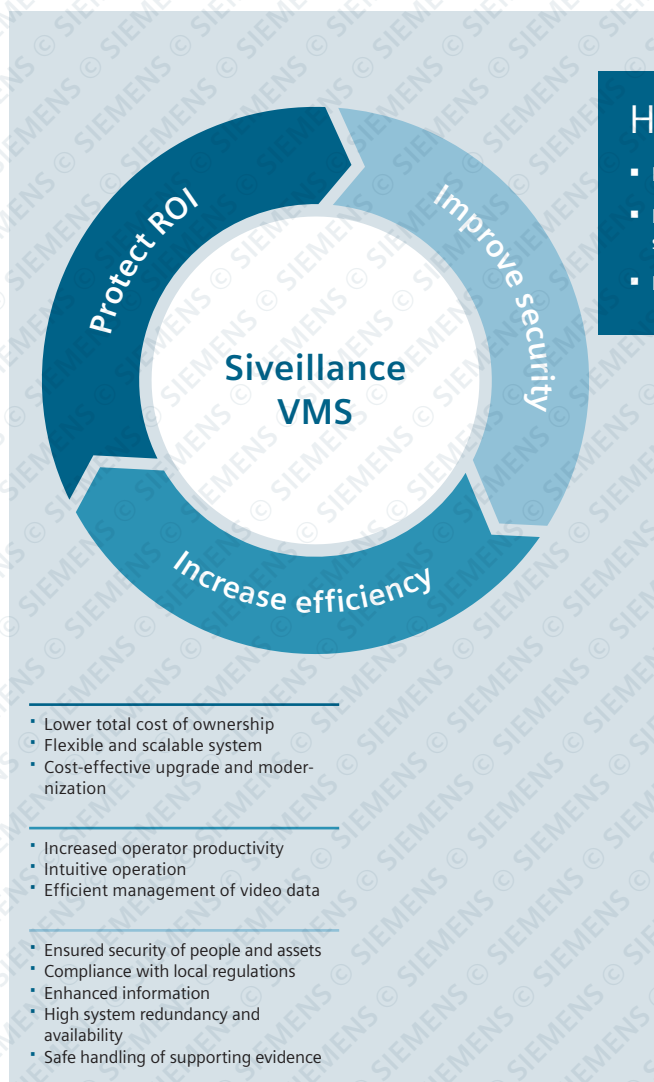 Protect ROI
Improve security
Siveillance
VMS
Increase efficiency
▪ Lower total cost of ownership
▪ Flexible and scalable system
▪ Cost-effective upgrade and moder-
nization
▪ Increased operator productivity
▪ Intuitive operation
▪ Efficient management of video data
▪ Ensured security of people and assets
▪ Compliance with local regulations
▪ Enhanced information
▪ High system redundancy and
availability
▪ Safe handling of supporting evidence
© SIEMENS